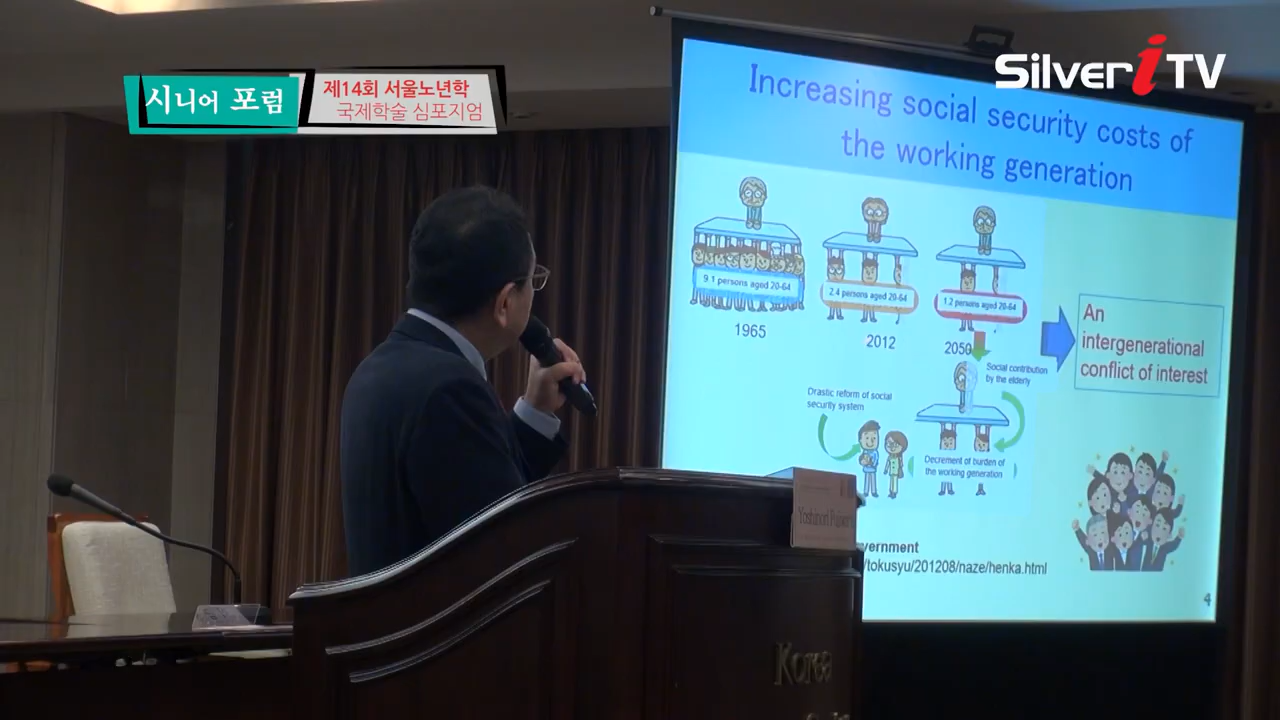 시니어 포럼
제14회 서울노년학
국제학술 심포지엄
Silver i TV
Increasing social security costs of
the working generation
9.1 persons aged 20-64
2.4 persons aged 20-64
1.2 persons aged 20-64
1965
2012
2050
An
intergenerational
conflict of interest
Social contribution
by the elderly
Drastic reform of social
security system
Decrement of burden of
the working generation
Yoshinori
vernment
/tokusyu/201208/naze/henka.html
4
Korea